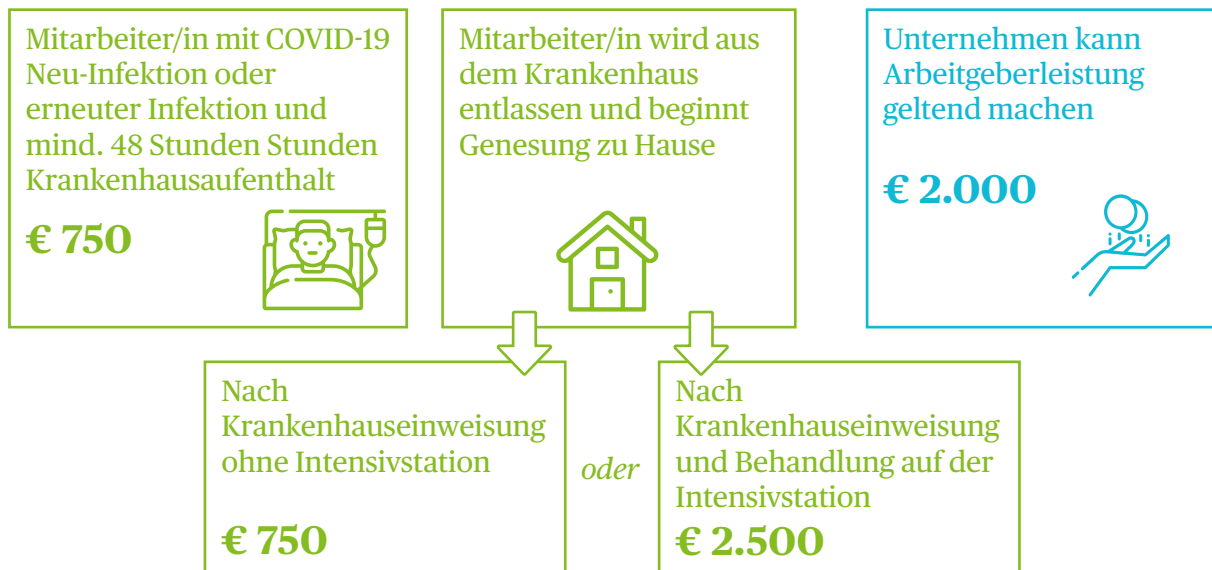 Mitarbeiter/in mit COVID-19
Neu-Infektion oder
erneuter Infektion und
mind. 48 Stunden Stunden
Krankenhausaufenthalt
€ 750
Mitarbeiter/in wird aus
dem Krankenhaus
entlassen und beginnt
Genesung zu Hause
Unternehmen kann
Arbeitgeberleistung
geltend machen
€ 2.000
Nach
Krankenhauseinweisung
ohne Intensivstation
€ 750
oder
Nach
Krankenhauseinweisung
und Behandlung auf der
Intensivstation
€ 2.500